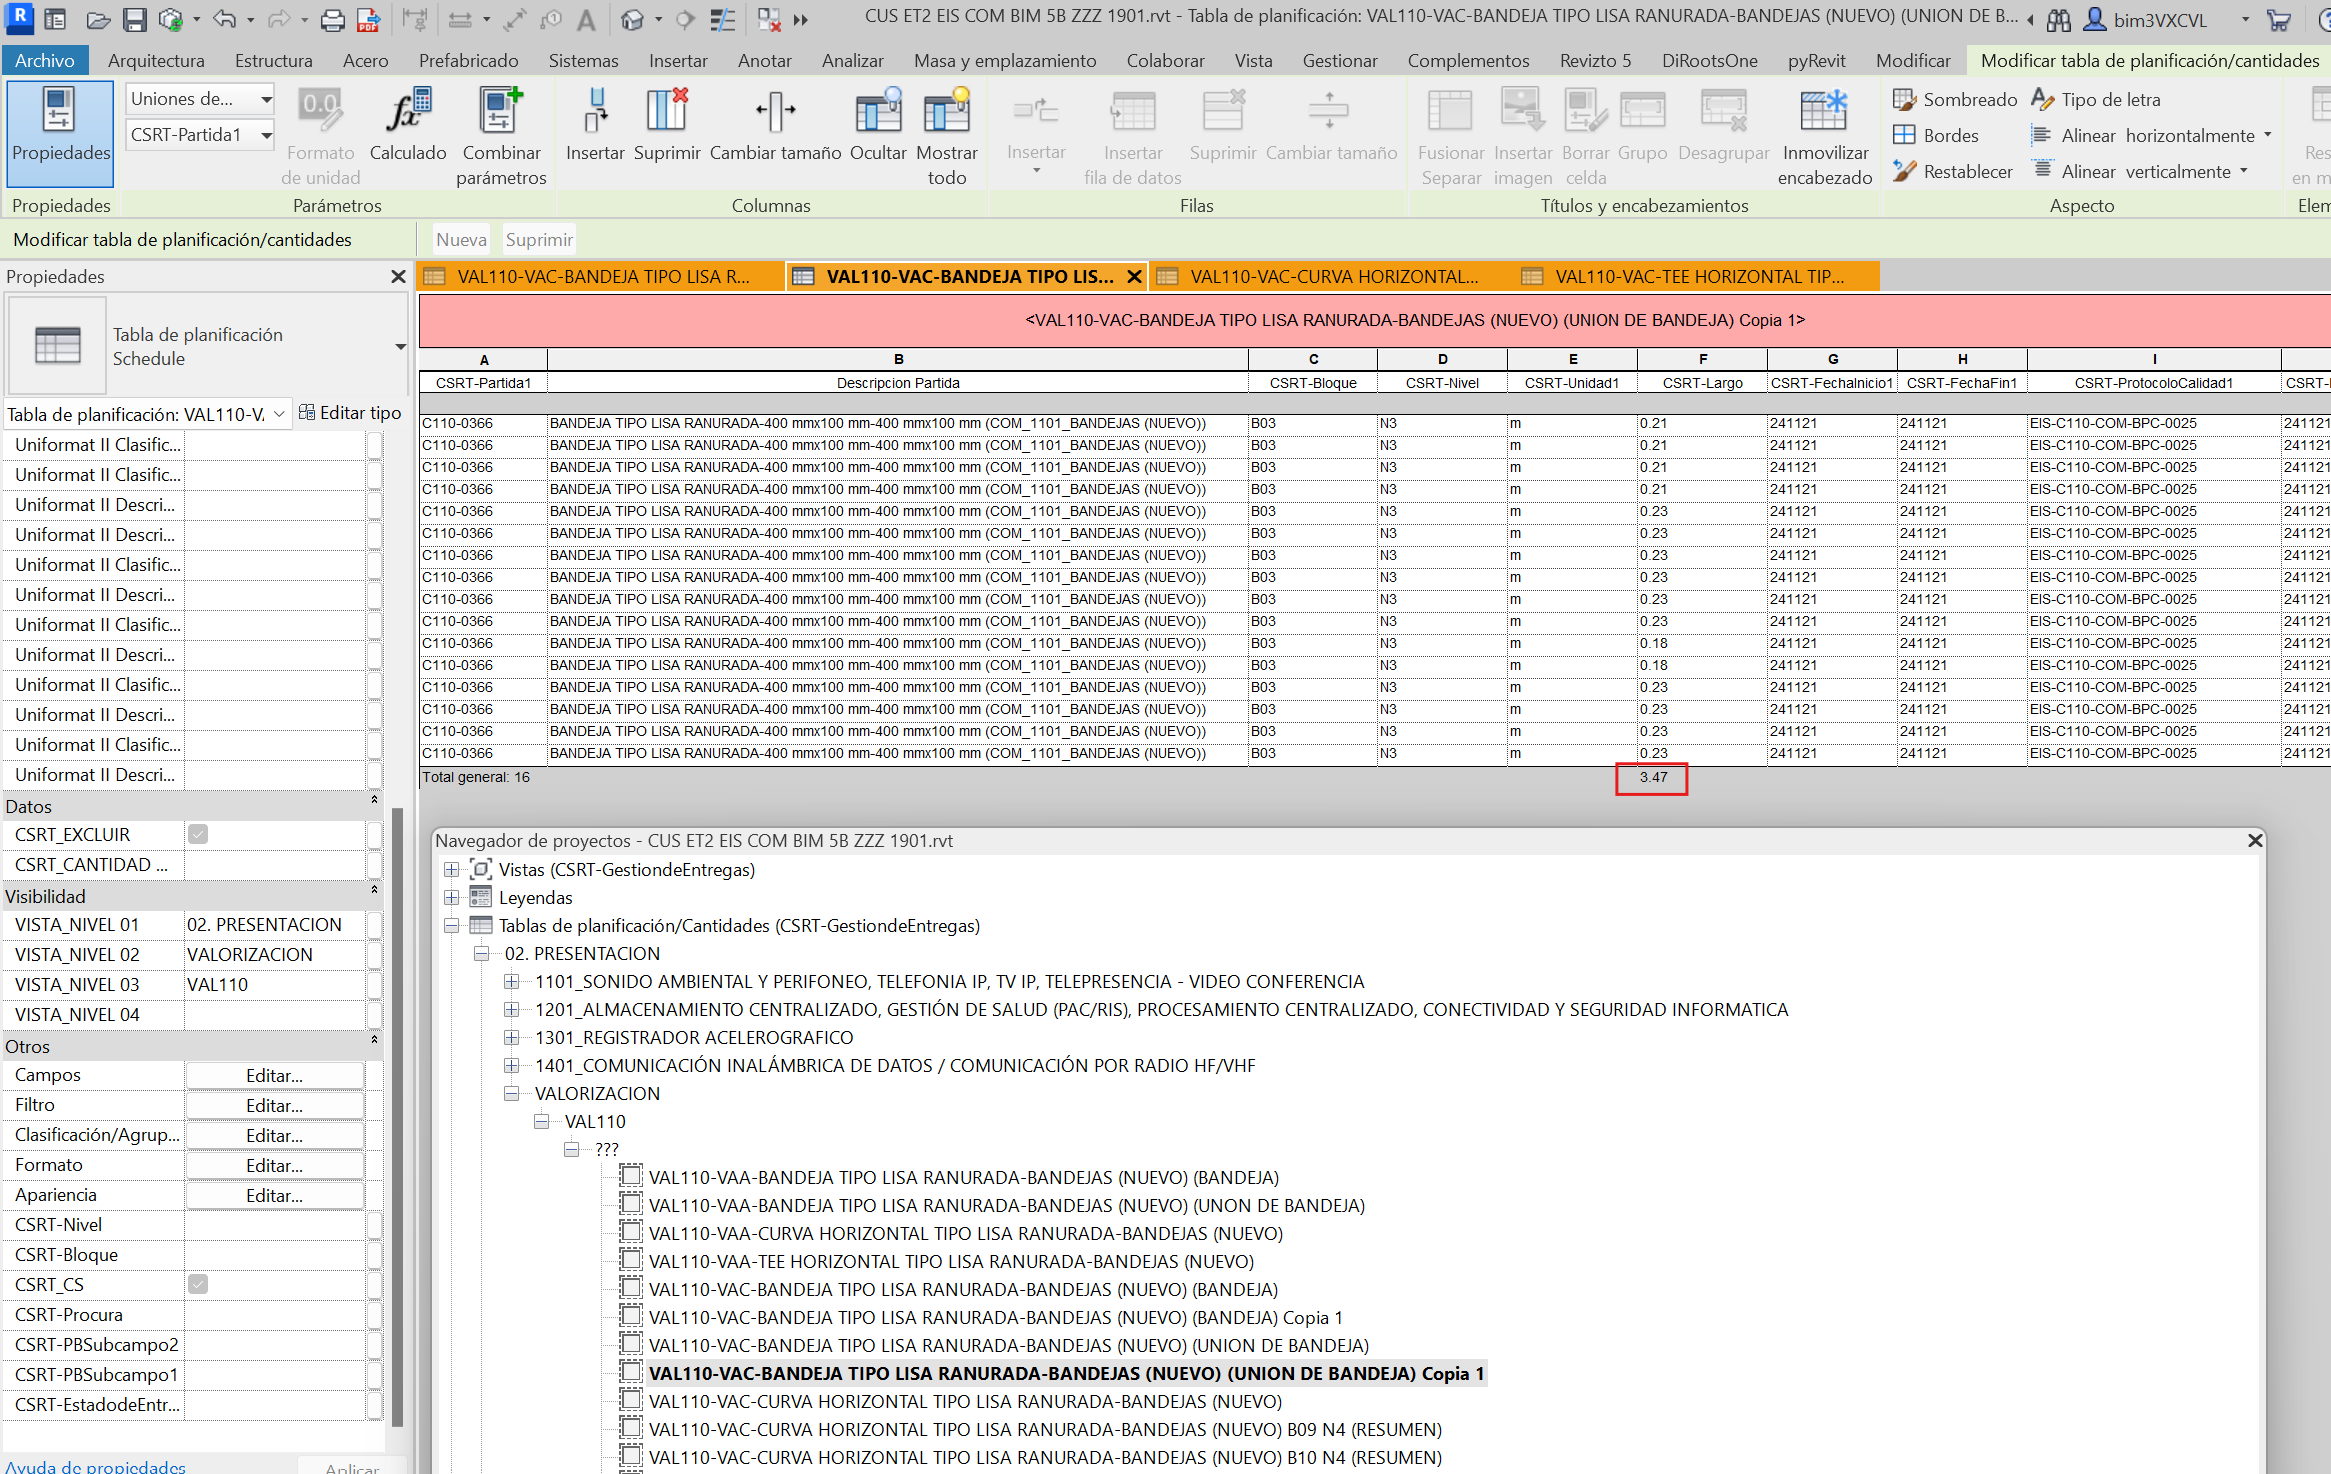 CUS ET2 EIS COM BIM 5B ZZZ 1901.rvt - Tabla de planificación: VAL110-VAC-BANDEJA TIPO LISA RANURADA-BANDEJAS (NUEVO) (UNION DE B... bim3VXCVL
Archivo Arquitectura Estructura Acero Prefabricado Sistemas Insertar Anotar Analizar Masa y emplazamiento Colaborar Vista Gestionar Complementos Revizto 5 DiRootsOne pyRevit Modificar Modificar tabla de planificación/cantidades
Uniones de...
CSRT-Partida1
Propiedades Formato de unidad Calculado Combinar parámetros Insertar Suprimir Cambiar tamaño Ocultar Mostrar todo Insertar Insertar fila de datos Suprimir Cambiar tamaño Fusionar Separar Insertar imagen Borrar celda Grupo Desagrupar Inmovilizar encabezado
Sombreado Tipo de letra
Bordes Alinear horizontalmente
Restablecer Alinear verticalmente
Propiedades Parámetros Columnas Filas Títulos y encabezamientos Aspecto
Modificar tabla de planificación/cantidades Nueva Suprimir
Propiedades
Tabla de planificación
Schedule
Tabla de planificación: VAL110-VA Editar tipo
Uniformat II Clasific...
Uniformat II Clasific...
Uniformat II Descri...
Uniformat II Descri...
Uniformat II Clasific...
Uniformat II Descri...
Uniformat II Clasific...
Uniformat II Descri...
Uniformat II Clasific...
Uniformat II Descri...
Uniformat II Clasific...
Uniformat II Descri...
Datos
CSRT_EXCLUIR
CSRT_CANTIDAD ...
Visibilidad
VISTA_NIVEL 01 02. PRESENTACION
VISTA_NIVEL 02 VALORIZACION
VISTA_NIVEL 03 VAL110
VISTA_NIVEL 04
Otros
Campos Editar...
Filtro Editar...
Clasificación/Agrup... Editar...
Formato Editar...
Apariencia Editar...
CSRT-Nivel
CSRT-Bloque
CSRT_CS
CSRT-Procura
CSRT-PBSubcampo2
CSRT-PBSubcampo1
CSRT-EstadodeEntr...
Ayuda de propiedades Aplicar
VAL110-VAC-BANDEJA TIPO LISA R... VAL110-VAC-BANDEJA TIPO LIS... VAL110-VAC-CURVA HORIZONTAL... VAL110-VAC-TEE HORIZONTAL TIP...
<VAL110-VAC-BANDEJA TIPO LISA RANURADA-BANDEJAS (NUEVO) (UNION DE BANDEJA) Copia 1>
A B C D E F G H I
CSRT-Partida1 Descripcion Partida CSRT-Bloque CSRT-Nivel CSRT-Unidad1 CSRT-Largo CSRT-FechaInicio1 CSRT-FechaFin1 CSRT-ProtocoloCalidad1
C110-0366 BANDEJA TIPO LISA RANURADA-400 mmx100 mm-400 mmx100 mm (COM_1101_BANDEJAS (NUEVO)) B03 N3 m 0.21 241121 241121 EIS-C110-COM-BPC-0025 241121
C110-0366 BANDEJA TIPO LISA RANURADA-400 mmx100 mm-400 mmx100 mm (COM_1101_BANDEJAS (NUEVO)) B03 N3 m 0.21 241121 241121 EIS-C110-COM-BPC-0025 241121
C110-0366 BANDEJA TIPO LISA RANURADA-400 mmx100 mm-400 mmx100 mm (COM_1101_BANDEJAS (NUEVO)) B03 N3 m 0.21 241121 241121 EIS-C110-COM-BPC-0025 241121
C110-0366 BANDEJA TIPO LISA RANURADA-400 mmx100 mm-400 mmx100 mm (COM_1101_BANDEJAS (NUEVO)) B03 N3 m 0.21 241121 241121 EIS-C110-COM-BPC-0025 241121
C110-0366 BANDEJA TIPO LISA RANURADA-400 mmx100 mm-400 mmx100 mm (COM_1101_BANDEJAS (NUEVO)) B03 N3 m 0.23 241121 241121 EIS-C110-COM-BPC-0025 241121
C110-0366 BANDEJA TIPO LISA RANURADA-400 mmx100 mm-400 mmx100 mm (COM_1101_BANDEJAS (NUEVO)) B03 N3 m 0.23 241121 241121 EIS-C110-COM-BPC-0025 241121
C110-0366 BANDEJA TIPO LISA RANURADA-400 mmx100 mm-400 mmx100 mm (COM_1101_BANDEJAS (NUEVO)) B03 N3 m 0.23 241121 241121 EIS-C110-COM-BPC-0025 241121
C110-0366 BANDEJA TIPO LISA RANURADA-400 mmx100 mm-400 mmx100 mm (COM_1101_BANDEJAS (NUEVO)) B03 N3 m 0.23 241121 241121 EIS-C110-COM-BPC-0025 241121
C110-0366 BANDEJA TIPO LISA RANURADA-400 mmx100 mm-400 mmx100 mm (COM_1101_BANDEJAS (NUEVO)) B03 N3 m 0.23 241121 241121 EIS-C110-COM-BPC-0025 241121
C110-0366 BANDEJA TIPO LISA RANURADA-400 mmx100 mm-400 mmx100 mm (COM_1101_BANDEJAS (NUEVO)) B03 N3 m 0.23 241121 241121 EIS-C110-COM-BPC-0025 241121
C110-0366 BANDEJA TIPO LISA RANURADA-400 mmx100 mm-400 mmx100 mm (COM_1101_BANDEJAS (NUEVO)) B03 N3 m 0.18 241121 241121 EIS-C110-COM-BPC-0025 241121
C110-0366 BANDEJA TIPO LISA RANURADA-400 mmx100 mm-400 mmx100 mm (COM_1101_BANDEJAS (NUEVO)) B03 N3 m 0.18 241121 241121 EIS-C110-COM-BPC-0025 241121
C110-0366 BANDEJA TIPO LISA RANURADA-400 mmx100 mm-400 mmx100 mm (COM_1101_BANDEJAS (NUEVO)) B03 N3 m 0.23 241121 241121 EIS-C110-COM-BPC-0025 241121
C110-0366 BANDEJA TIPO LISA RANURADA-400 mmx100 mm-400 mmx100 mm (COM_1101_BANDEJAS (NUEVO)) B03 N3 m 0.23 241121 241121 EIS-C110-COM-BPC-0025 241121
C110-0366 BANDEJA TIPO LISA RANURADA-400 mmx100 mm-400 mmx100 mm (COM_1101_BANDEJAS (NUEVO)) B03 N3 m 0.23 241121 241121 EIS-C110-COM-BPC-0025 241121
C110-0366 BANDEJA TIPO LISA RANURADA-400 mmx100 mm-400 mmx100 mm (COM_1101_BANDEJAS (NUEVO)) B03 N3 m 0.23 241121 241121 EIS-C110-COM-BPC-0025 241121
Total general: 16 3.47
Navegador de proyectos - CUS ET2 EIS COM BIM 5B ZZZ 1901.rvt
Vistas (CSRT-GestiondeEntregas)
Leyendas
Tablas de planificación/Cantidades (CSRT-GestiondeEntregas)
02. PRESENTACION
1101_SONIDO AMBIENTAL Y PERIFONEO, TELEFONIA IP, TV IP, TELEPRESENCIA - VIDEO CONFERENCIA
1201_ALMACENAMIENTO CENTRALIZADO, GESTIÓN DE SALUD (PAC/RIS), PROCESAMIENTO CENTRALIZADO, CONECTIVIDAD Y SEGURIDAD INFORMATICA
1301_REGISTRADOR ACELEROGRAFICO
1401_COMUNICACIÓN INALÁMBRICA DE DATOS / COMUNICACIÓN POR RADIO HF/VHF
VALORIZACION
VAL110
???
VAL110-VAA-BANDEJA TIPO LISA RANURADA-BANDEJAS (NUEVO) (BANDEJA)
VAL110-VAA-BANDEJA TIPO LISA RANURADA-BANDEJAS (NUEVO) (UNON DE BANDEJA)
VAL110-VAA-CURVA HORIZONTAL TIPO LISA RANURADA-BANDEJAS (NUEVO)
VAL110-VAA-TEE HORIZONTAL TIPO LISA RANURADA-BANDEJAS (NUEVO)
VAL110-VAC-BANDEJA TIPO LISA RANURADA-BANDEJAS (NUEVO) (BANDEJA)
VAL110-VAC-BANDEJA TIPO LISA RANURADA-BANDEJAS (NUEVO) (BANDEJA) Copia 1
VAL110-VAC-BANDEJA TIPO LISA RANURADA-BANDEJAS (NUEVO) (UNION DE BANDEJA)
VAL110-VAC-BANDEJA TIPO LISA RANURADA-BANDEJAS (NUEVO) (UNION DE BANDEJA) Copia 1
VAL110-VAC-CURVA HORIZONTAL TIPO LISA RANURADA-BANDEJAS (NUEVO)
VAL110-VAC-CURVA HORIZONTAL TIPO LISA RANURADA-BANDEJAS (NUEVO) B09 N4 (RESUMEN)
VAL110-VAC-CURVA HORIZONTAL TIPO LISA RANURADA-BANDEJAS (NUEVO) B10 N4 (RESUMEN)